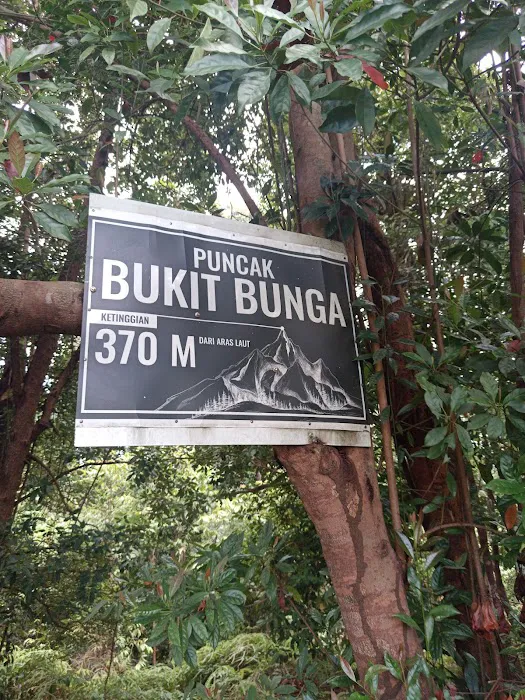 PUNCAK
BUKIT BUNGA
KETINGGIAN
370 M DARI ARAS LAUT